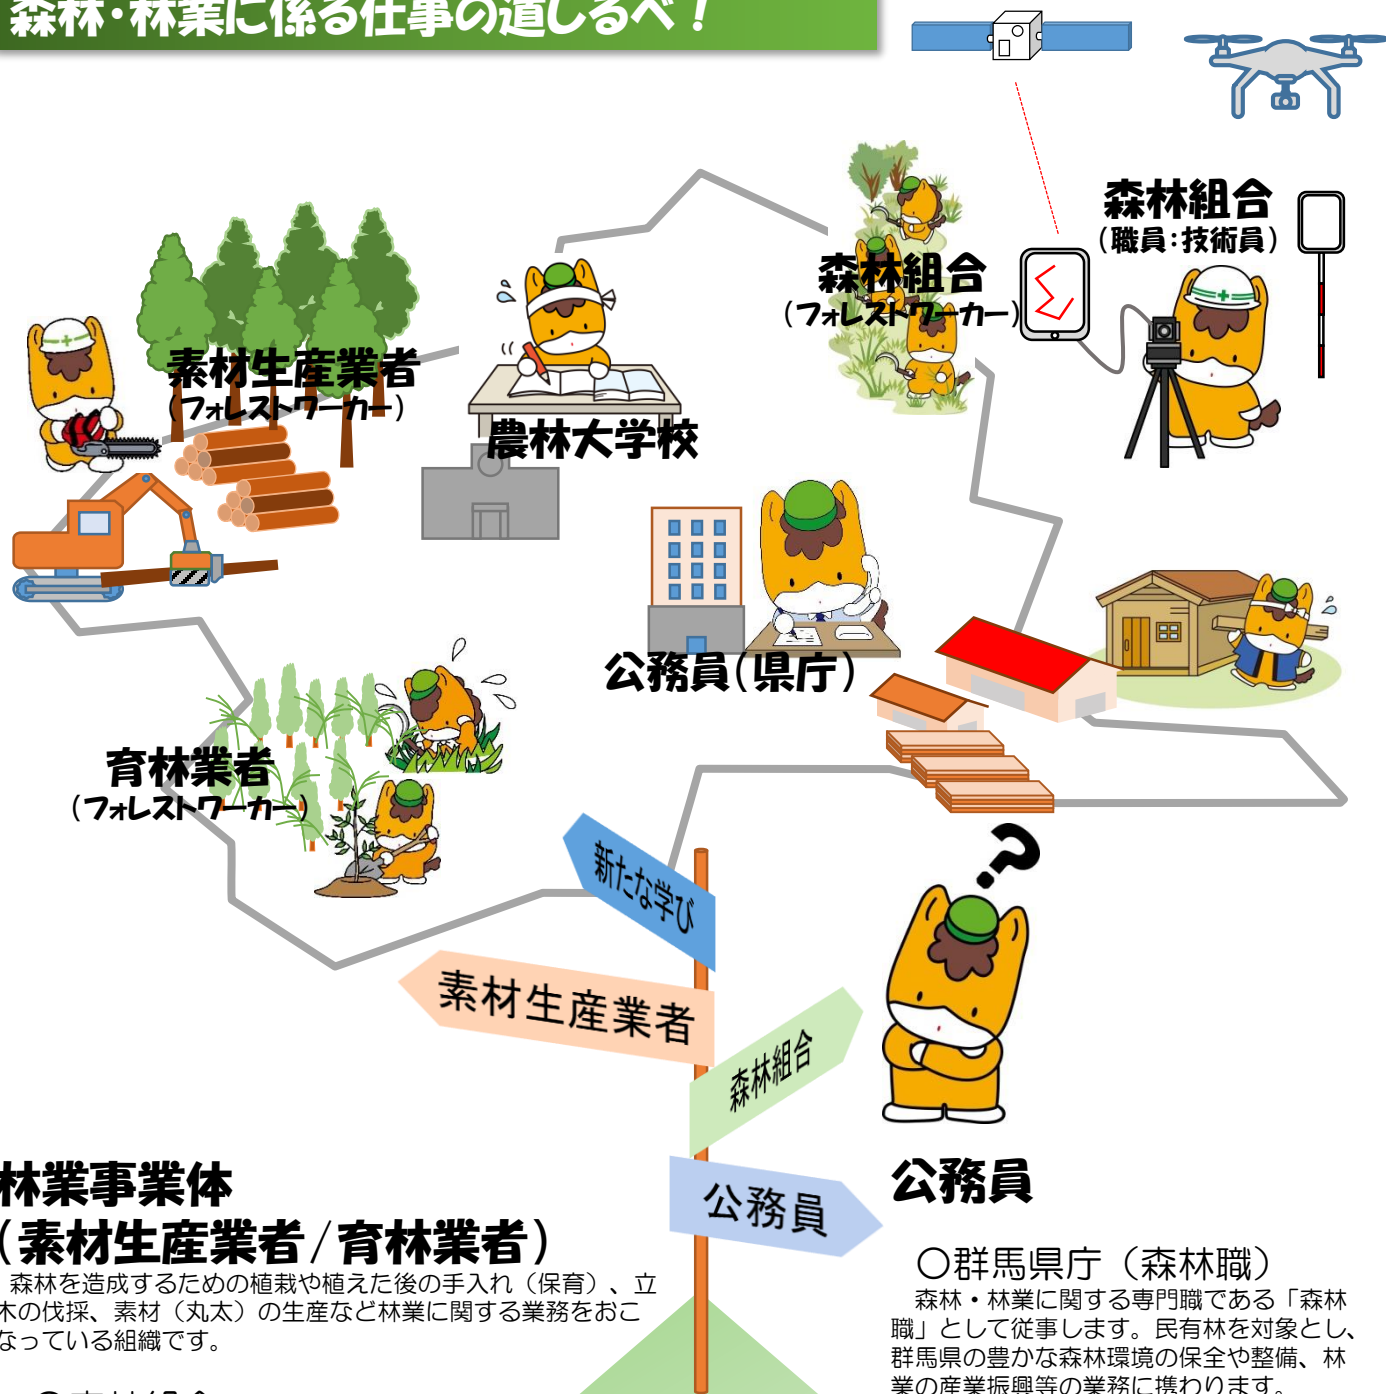 森林・林業に係る仕事の道しるべ！
森林組合
（職員：技術員）
森林組合
（フォレストワーカー）
素材生産業者
（フォレストワーカー）
農林大学校
公務員（県庁）
育林業者
（フォレストワーカー）
新たな学び
素材生産業者
森林組合
公務員
林業事業体
（素材生産業者／育林業者）
森林を造成するための植栽や植えた後の手入れ（保育）、立
木の伐採、素材（丸太）の生産など林業に関する業務をおこ
なっている組織です。
公務員
〇群馬県庁（森林職）
森林・林業に関する専門職である「森林
職」として従事します。民有林を対象とし、
群馬県の豊かな森林環境の保全や整備、林
業の産業振興等の業務に携わります。